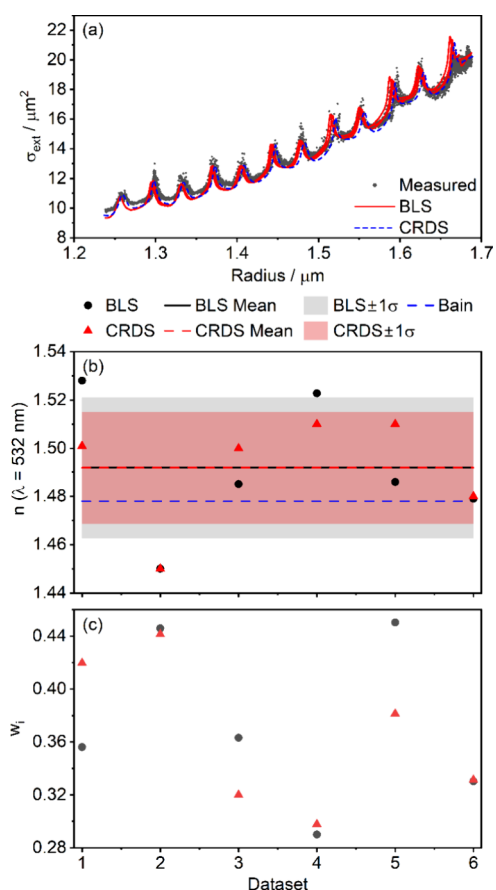 (a)
22
20
18
16
14
12
10
8
σext / μm²
Measured
BLS
CRDS
1.2 1.3 1.4 1.5 1.6 1.7
Radius / μm
BLS BLS Mean BLS±1σ Bain
CRDS CRDS Mean CRDS±1σ
(b)
1.54
1.52
1.50
1.48
1.46
1.44
n (λ = 532 nm)
(c)
0.44
0.40
0.36
0.32
0.28
wi
1 2 3 4 5 6
Dataset